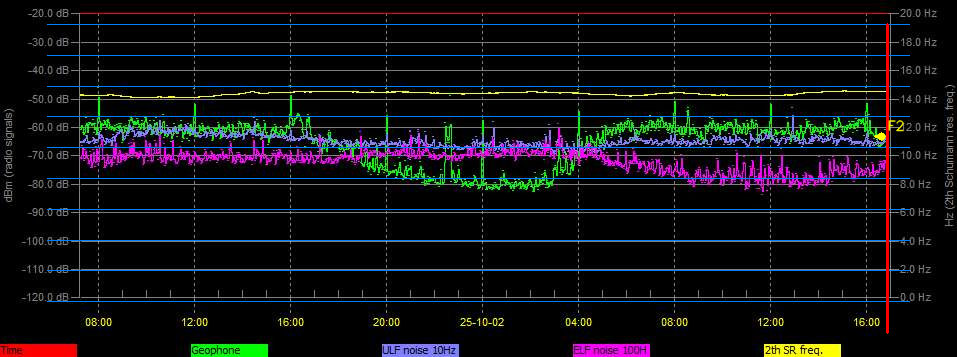 -20.0 dB 20.0 Hz
-30.0 dB 18.0 Hz
-40.0 dB 16.0 Hz
-50.0 dB 14.0 Hz
F2
-60.0 dB 2.0 Hz
-70.0 dB 10.0 Hz
-80.0 dB 8.0 Hz
-90.0 dB 6.0 Hz
-100.0 dB 4.0 Hz
-110.0 dB 2.0 Hz
-120.0 dB 0.0 Hz
dBm (radio signals)
Hz (2th Schumann res. freq.)
08:00 12:00 16:00 20:00 25-10-02 04:00 08:00 12:00 16:00
Time Geophone ULF noise 10Hz ELF noise 100H 2th SR freq.